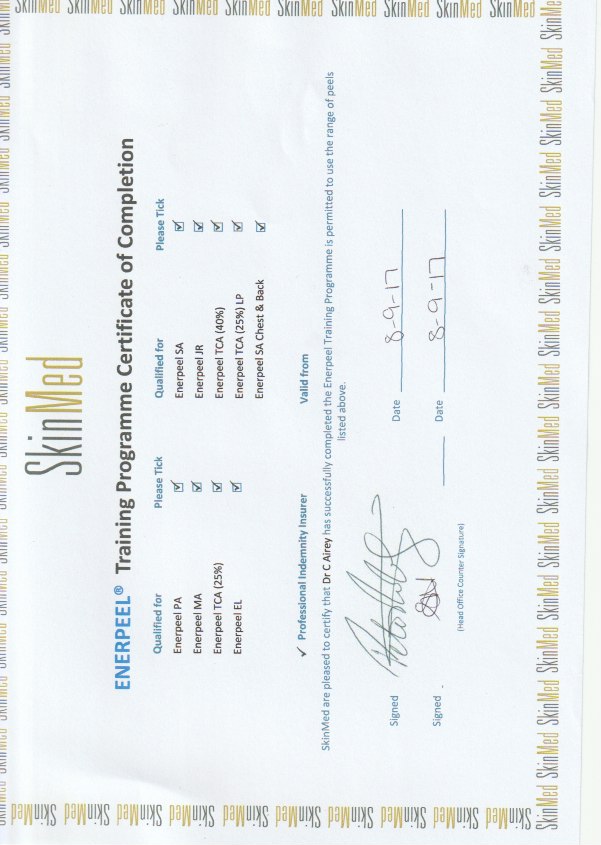 SkinMed
ENERPEEL® Training Programme Certificate of Completion
Qualified for Please Tick Qualified for Please Tick
Enerpeel PA ☑ Enerpeel SA ☑
Enerpeel MA ☑ Enerpeel JR ☑
Enerpeel TCA (25%) ☑ Enerpeel TCA (40%) ☑
Enerpeel EL ☑ Enerpeel TCA (25%) LP ☑
Enerpeel SA Chest & Back ☑
✓ Professional Indemnity Insurer Valid from
SkinMed are pleased to certify that Dr C Airey has successfully completed the Enerpeel Training Programme is permitted to use the range of peels
listed above.
Signed Date 8-9-17
Signed Date 8-9-17
(Head Office Counter Signature)
SkinMed SkinMed SkinMed SkinMed SkinMed SkinMed SkinMed SkinMed SkinMed SkinMed